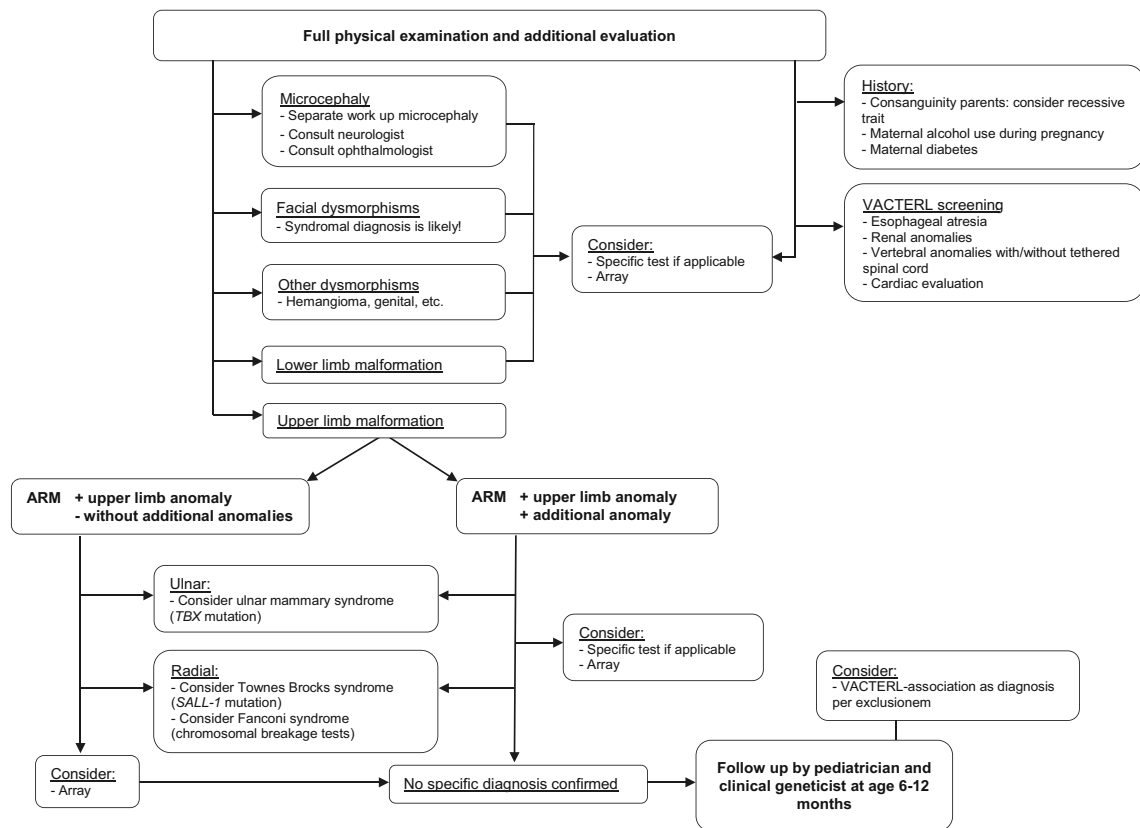 Full physical examination and additional evaluation
Microcephaly
- Separate work up microcephaly
- Consult neurologist
- Consult ophthalmologist
History:
- Consanguinity parents: consider recessive
trait
- Maternal alcohol use during pregnancy
- Maternal diabetes
Facial dysmorphisms
- Syndromal diagnosis is likely!
VACTERL screening
- Esophageal atresia
- Renal anomalies
- Vertebral anomalies with/without tethered
spinal cord
- Cardiac evaluation
Consider:
- Specific test if applicable
- Array
Other dysmorphisms
- Hemangioma, genital, etc.
Lower limb malformation
Upper limb malformation
ARM + upper limb anomaly
- without additional anomalies
ARM + upper limb anomaly
+ additional anomaly
Ulnar:
- Consider ulnar mammary syndrome
(TBX mutation)
Consider:
- Specific test if applicable
- Array
Radial:
- Consider Townes Brocks syndrome
(SALL-1 mutation)
- Consider Fanconi syndrome
(chromosomal breakage tests)
Consider:
- VACTERL-association as diagnosis
per exclusionem
Consider:
- Array
No specific diagnosis confirmed
Follow up by pediatrician and
clinical geneticist at age 6-12
months